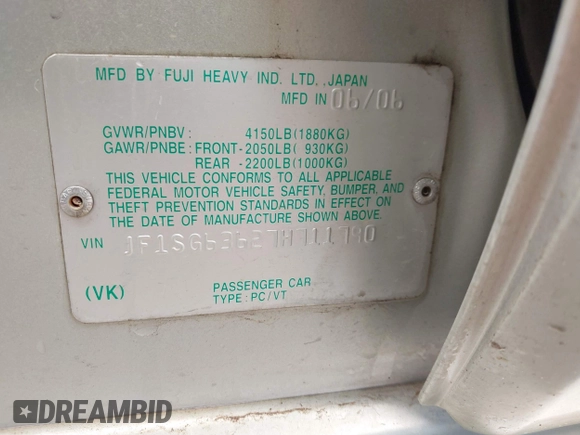 MFD BY FUJI HEAVY IND. LTD., JAPAN
MFD IN 06/06
GVWR/PNBV: 4150LB(1880KG)
GAWR/PNBE: FRONT-2050LB( 930KG)
REAR -2200LB(1000KG)
THIS VEHICLE CONFORMS TO ALL APPLICABLE
FEDERAL MOTOR VEHICLE SAFETY, BUMPER, AND
THEFT PREVENTION STANDARDS IN EFFECT ON
THE DATE OF MANUFACTURE SHOWN ABOVE.
VIN JF1SG63627H711790
(VK) PASSENGER CAR
TYPE: PC/VT
DREAMBID